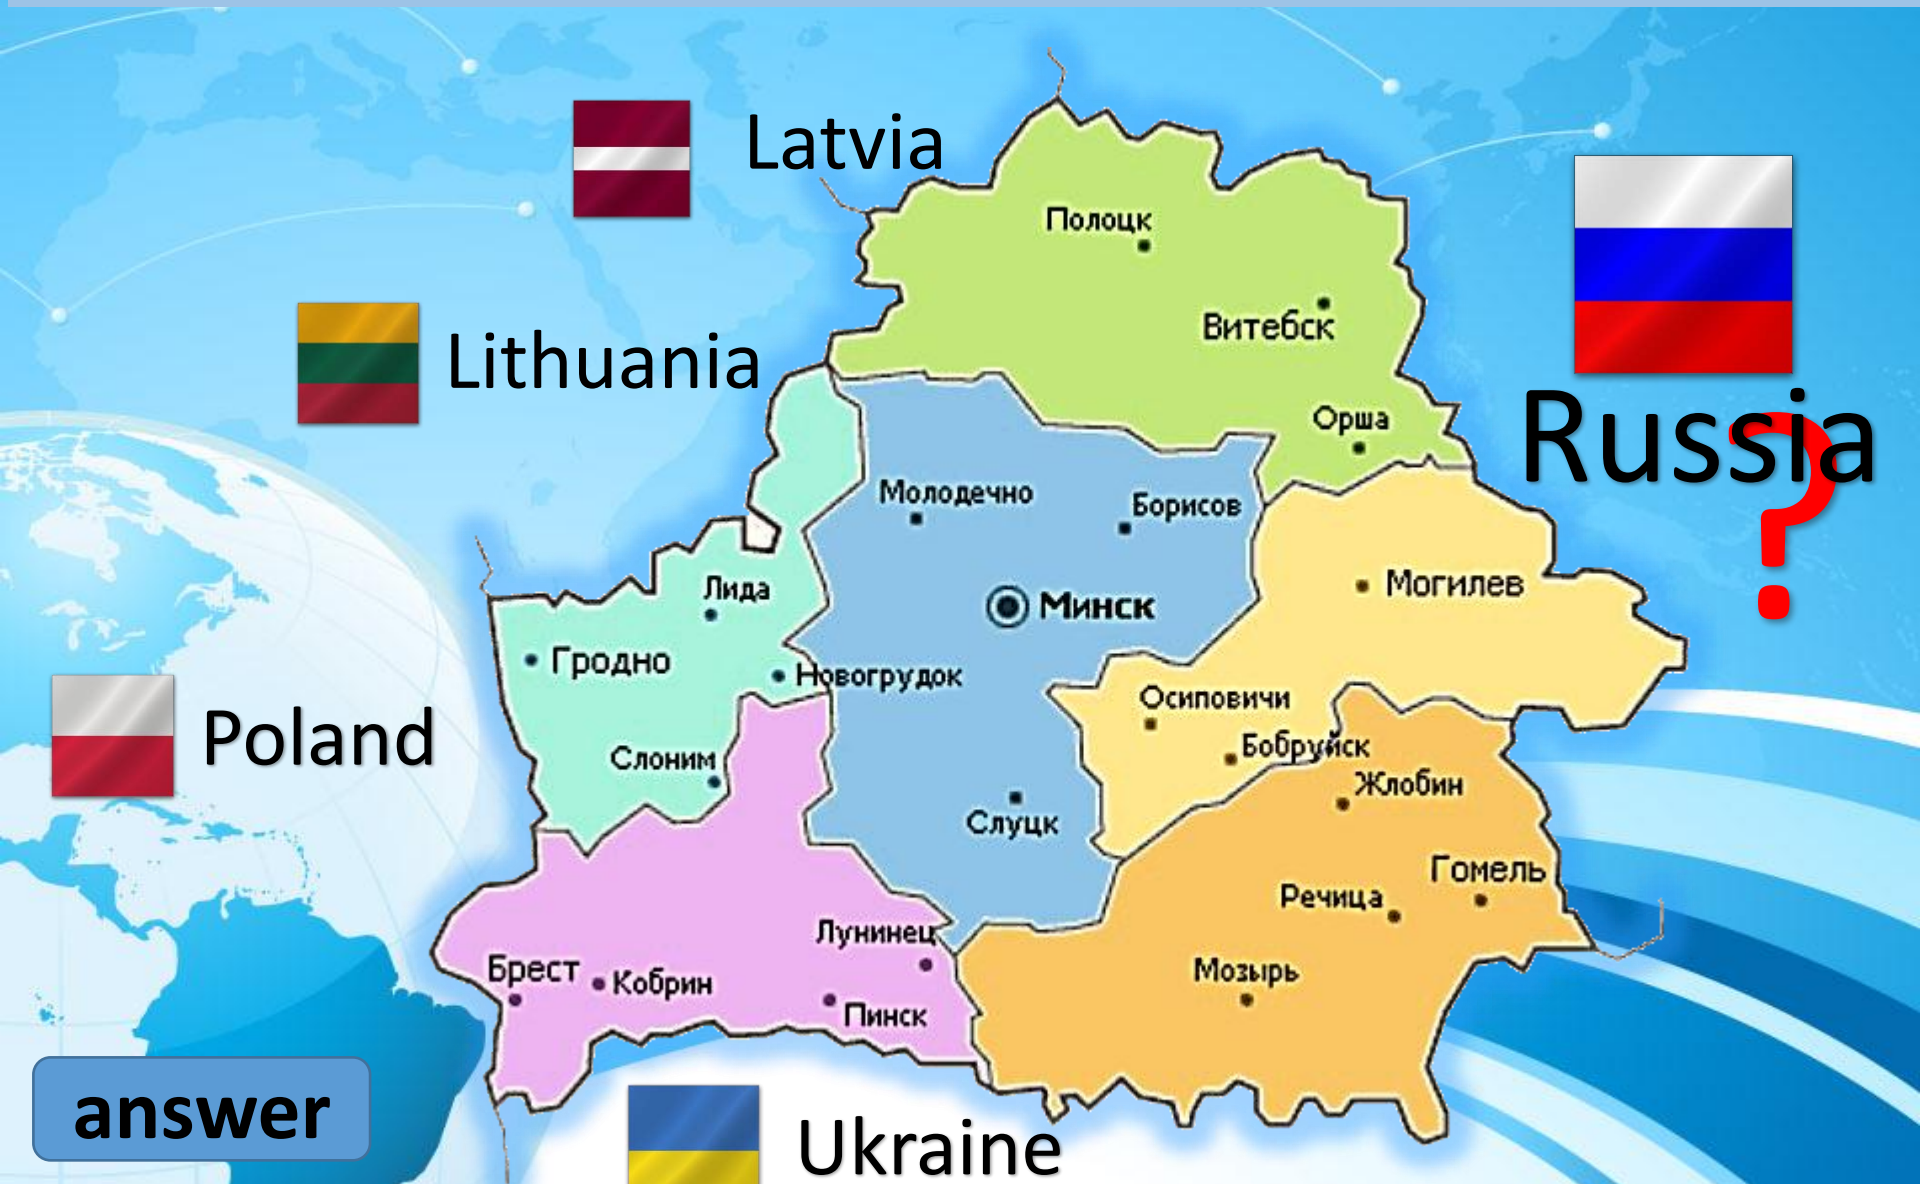 Latvia
Полоцк
Витебск
Lithuania
Russia
?
Орша
Молодечно
Борисов
Лида
Минск
Могилев
Гродно
Новогрудок
Осиповичи
Poland
Слоним
Бобруйск
Жлобин
Слуцк
Гомель
Речица
Лунинец
Брест
Кобрин
Мозырь
Пинск
answer
Ukraine